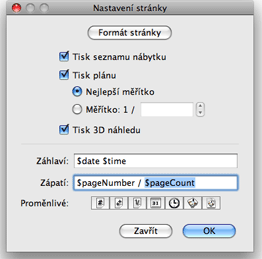 Nastavení stránky
Formát stránky
Tisk seznamu nábytku
Tisk plánu
Nejlepší měřítko
Měřítko: 1 /
Tisk 3D náhledu
Záhlaví: $date $time
Zápatí: $pageNumber / $pageCount
Proměnlivé:
Zavřít OK